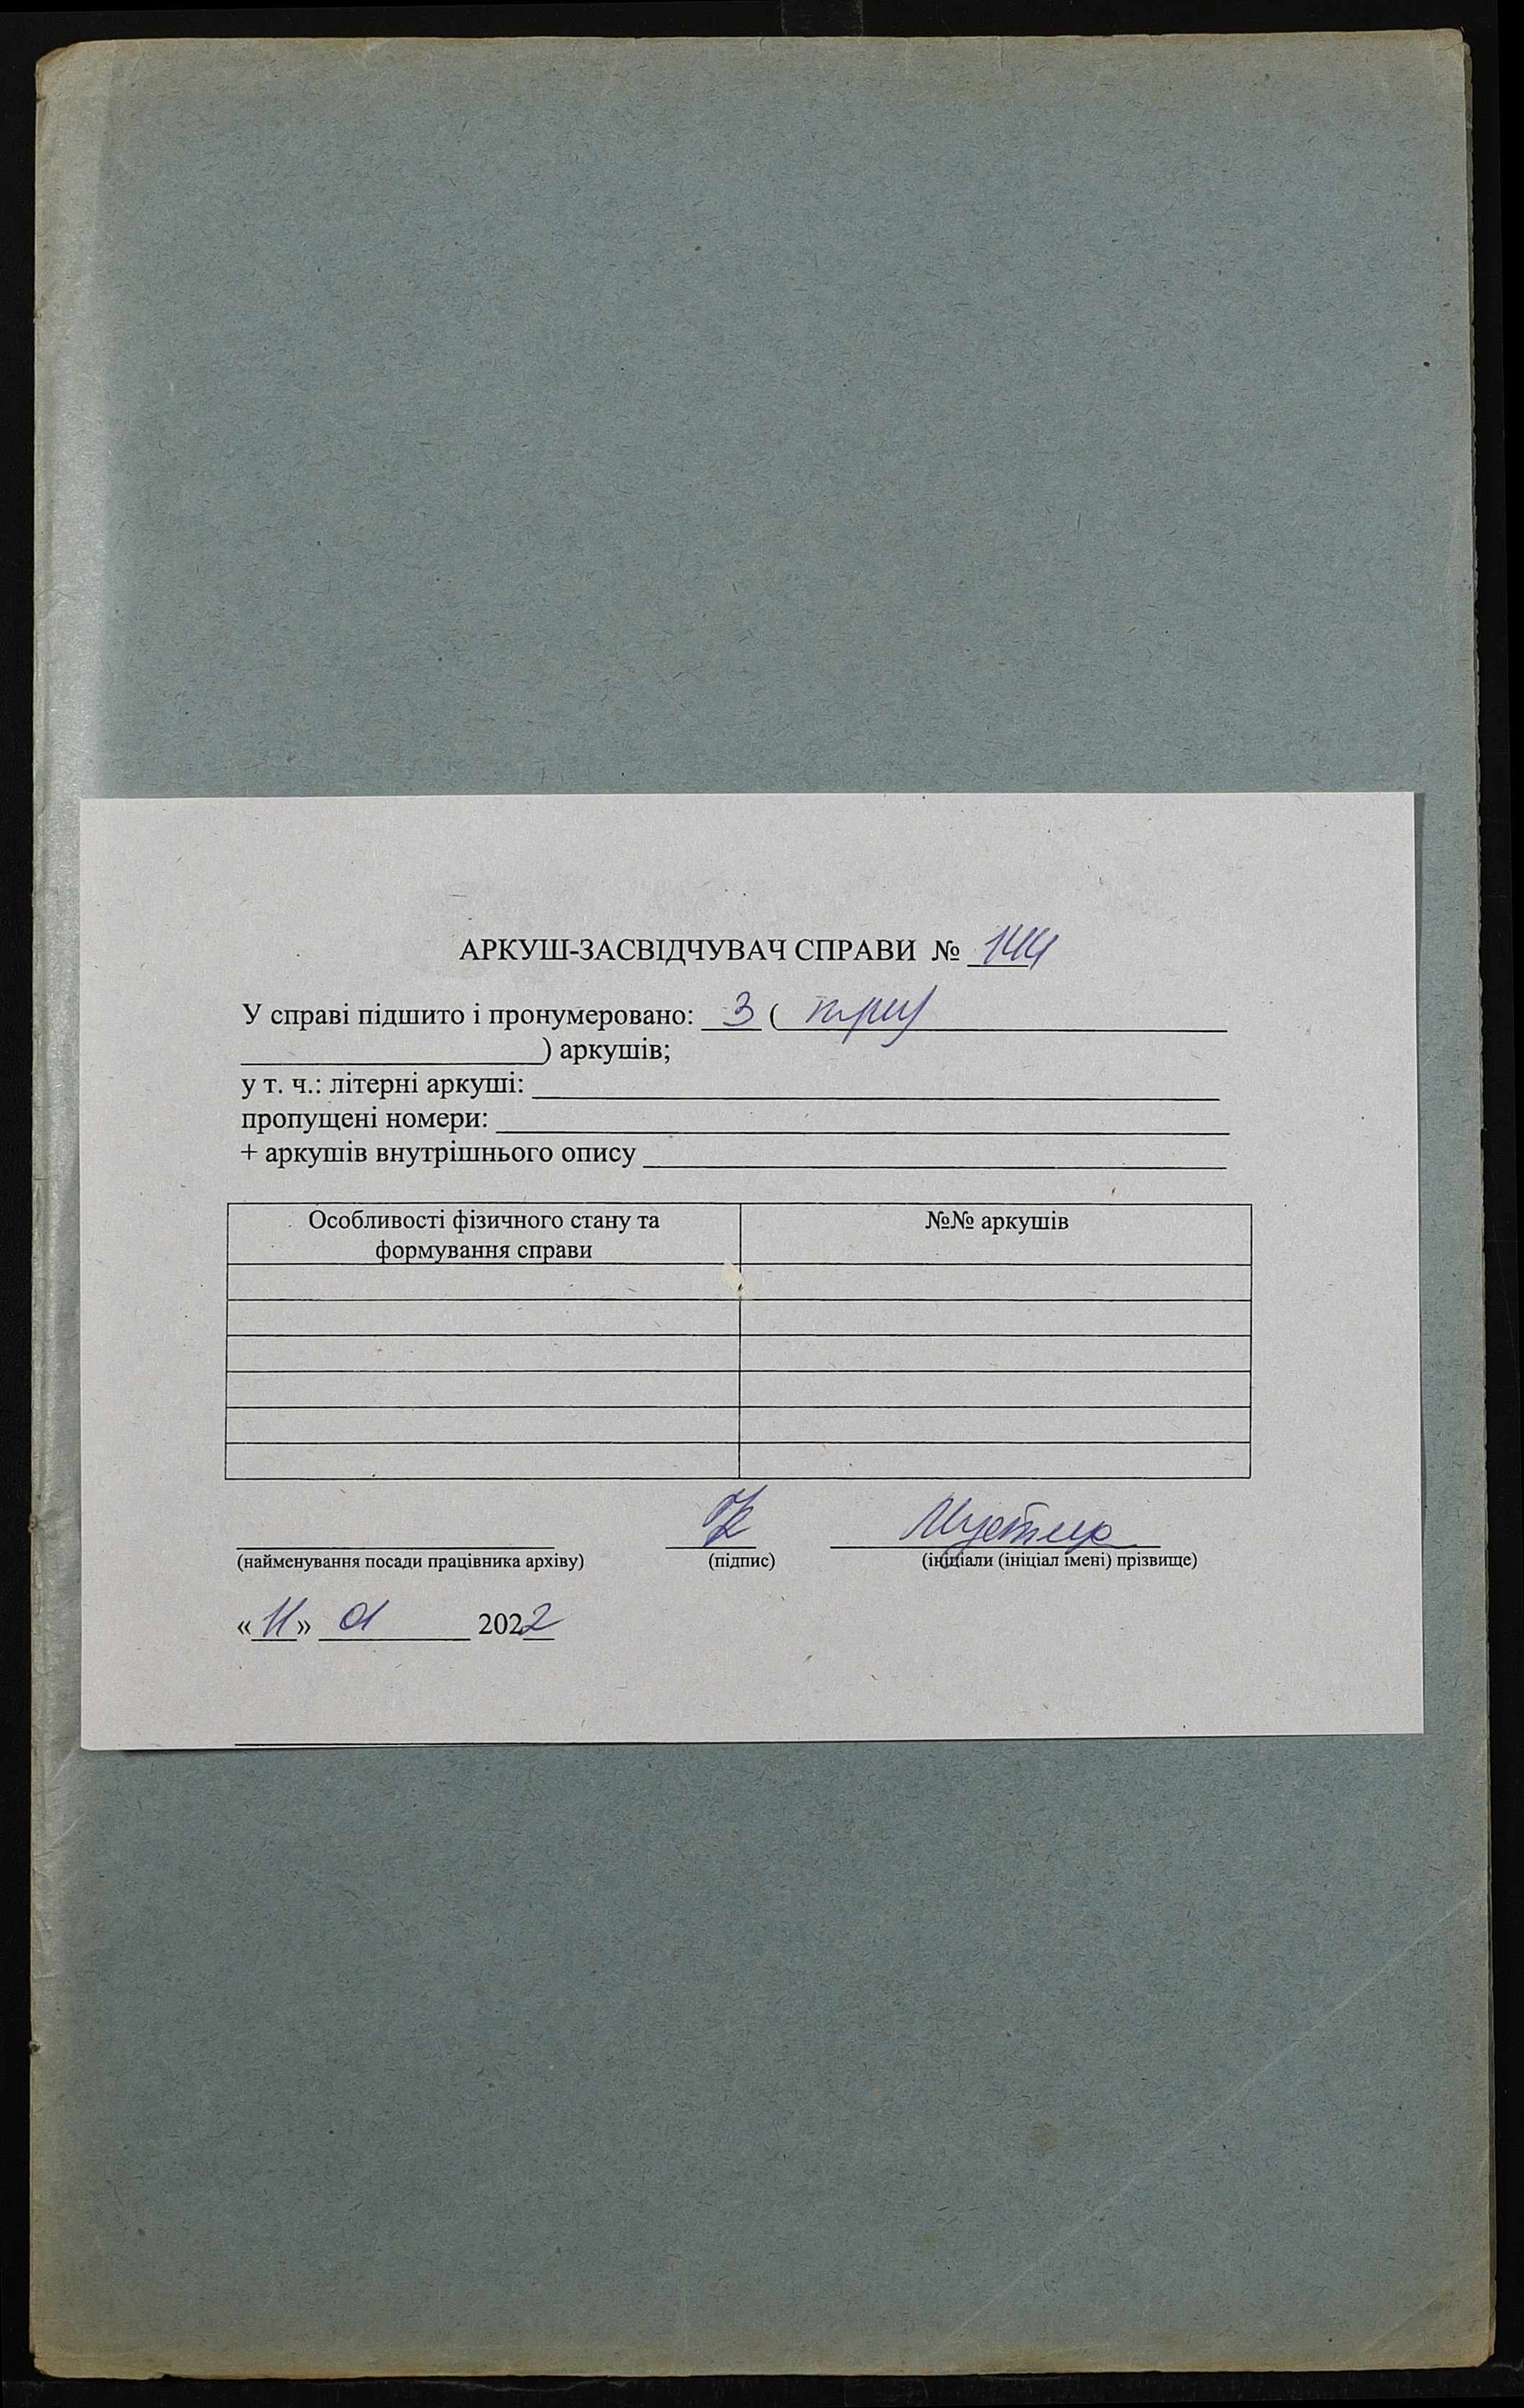 АРКУШ-ЗАСВІДЧУВАЧ СПРАВИ № 144
У справі підшито і пронумеровано: 3 ( три)
) аркушів;
у т. ч.: літерні аркуші:
пропущені номери:
+ аркушів внутрішнього опису
Особливості фізичного стану та
формування справи
№№ аркушів
(найменування посади працівника архіву)
(підпис)
(ініціали (ініціал імені) прізвище)
«11» 01 2022